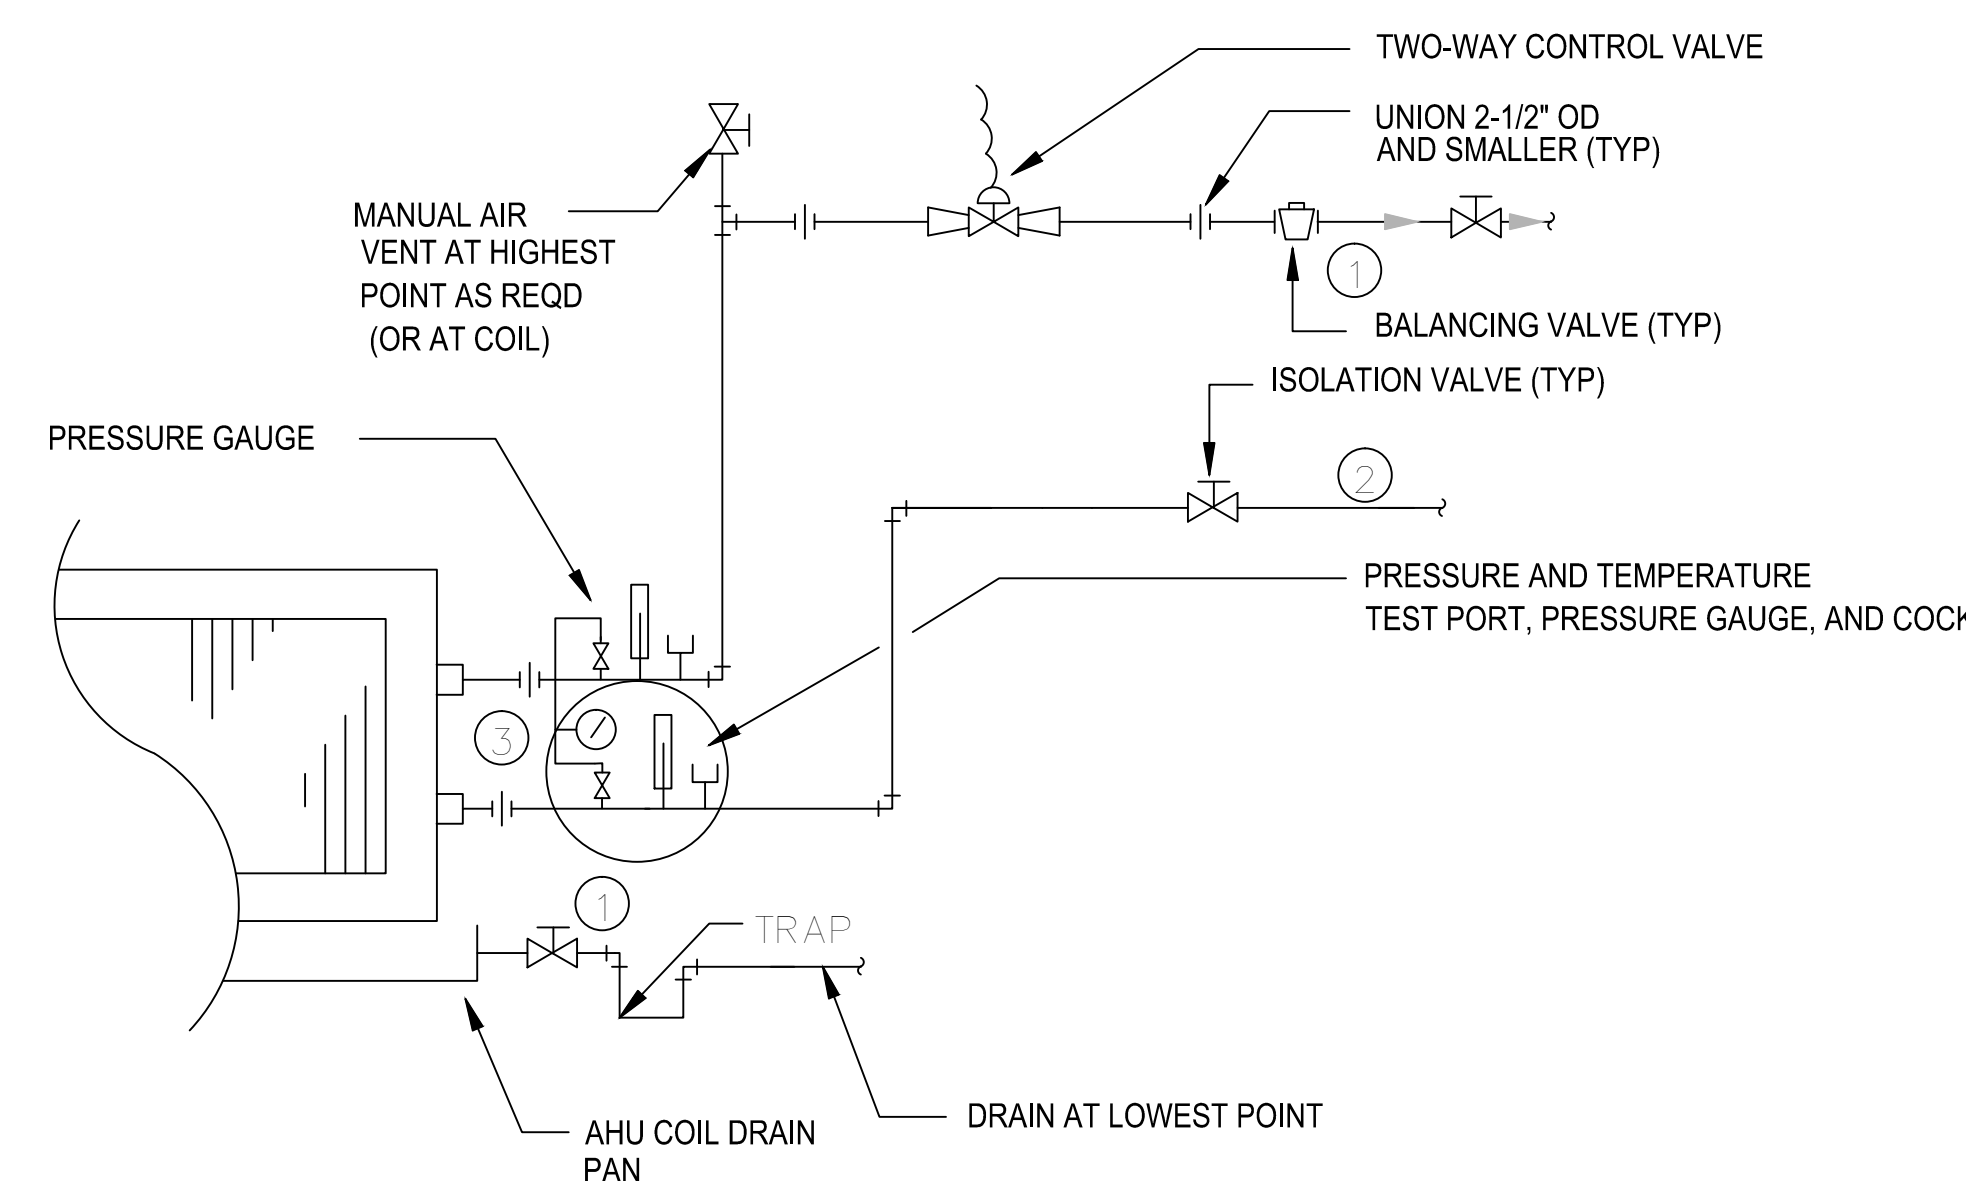 TWO-WAY CONTROL VALVE
UNION 2-1/2" OD
AND SMALLER (TYP)
MANUAL AIR
VENT AT HIGHEST
POINT AS REQD
(OR AT COIL)
1
BALANCING VALVE (TYP)
ISOLATION VALVE (TYP)
PRESSURE GAUGE
2
PRESSURE AND TEMPERATURE
TEST PORT, PRESSURE GAUGE, AND COCK
3
1
TRAP
DRAIN AT LOWEST POINT
AHU COIL DRAIN
PAN